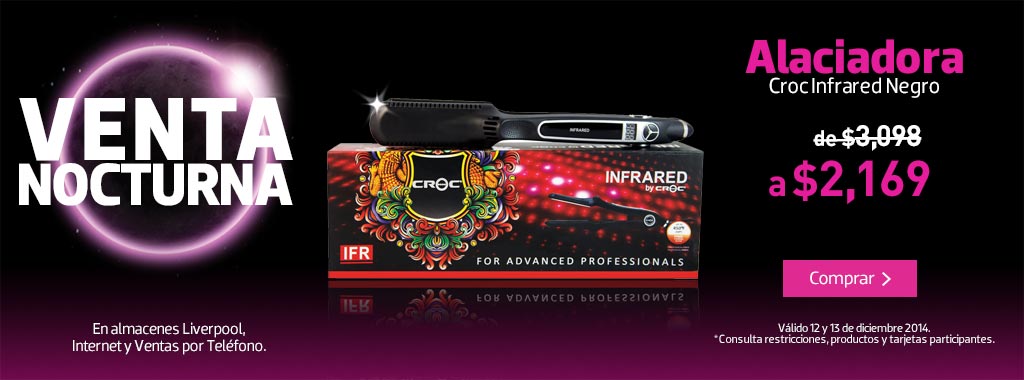 VENTA
NOCTURNA
En almacenes Liverpool,
Internet y Ventas por Teléfono.
INFRARED
CROC
INFRARED
by CROC
IFR
FOR ADVANCED PROFESSIONALS
Alaciadora
Croc Infrared Negro
de $3,098
a $2,169
Comprar >
Válido 12 y 13 de diciembre 2014.
*Consulta restricciones, productos y tarjetas participantes.